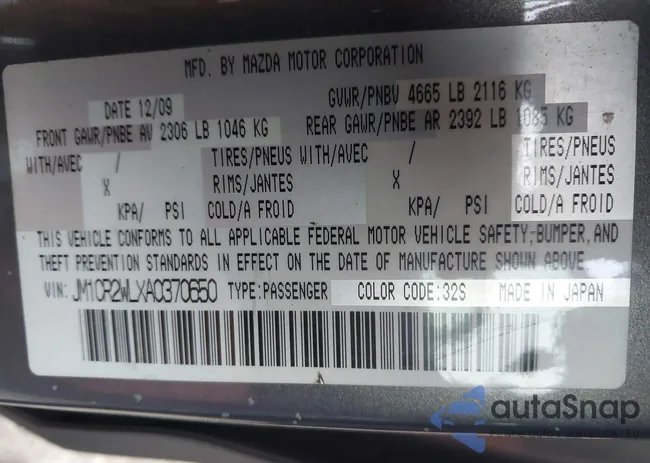 MFD. BY MAZDA MOTOR CORPORATION
DATE 12/09
GVWR/PNBV 4665 LB 2116 KG
FRONT GAWR/PNBE AV 2306 LB 1046 KG
REAR GAWR/PNBE AR 2392 LB 1085 KG
WITH/AVEC / TIRES/PNEUS WITH/AVEC / TIRES/PNEUS
X RIMS/JANTES X RIMS/JANTES
KPA/ PSI COLD/A FROID KPA/ PSI COLD/A FROID
THIS VEHICLE CONFORMS TO ALL APPLICABLE FEDERAL MOTOR VEHICLE SAFETY,BUMPER,AND
THEFT PREVENTION STANDARDS IN EFFECT ON THE DATE OF MANUFACTURE SHOWN ABOVE.
VIN: JM1CR2WLXA0370650 TYPE:PASSENGER COLOR CODE:32S MADE IN JAPAN
autaSnap